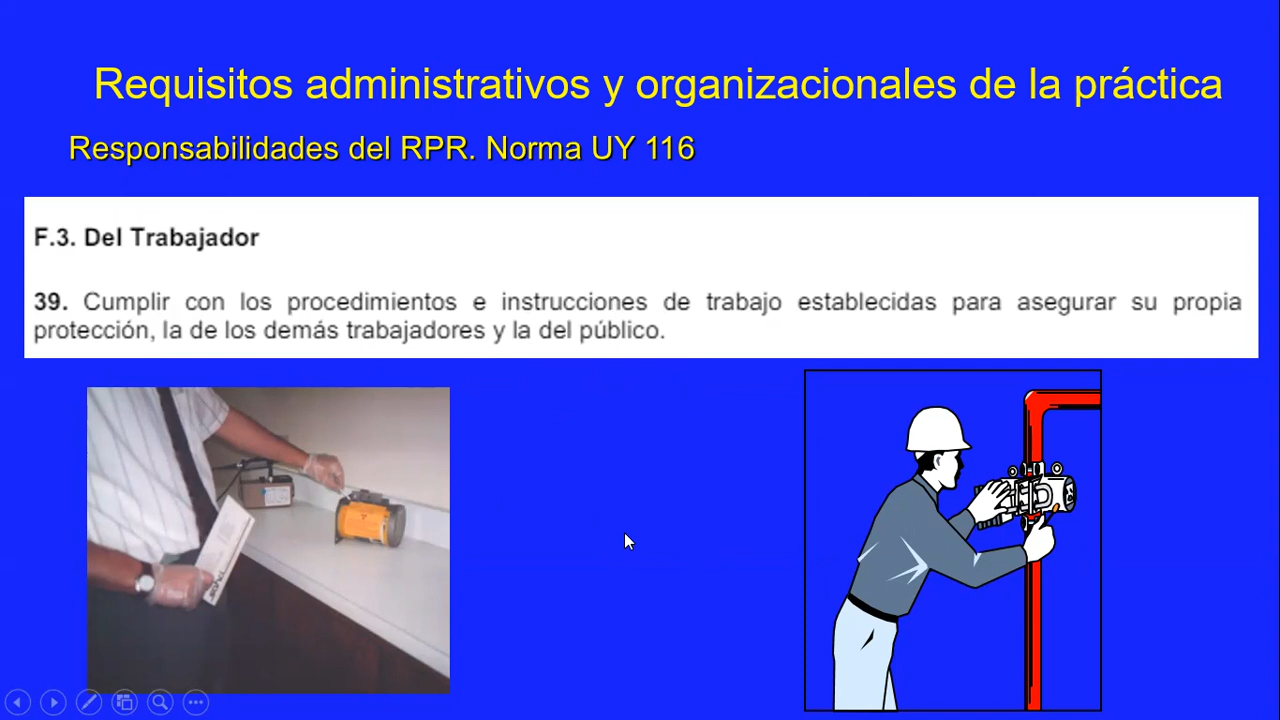 Requisitos administrativos y organizacionales de la práctica
Responsabilidades del RPR. Norma UY 116
F.3. Del Trabajador
39. Cumplir con los procedimientos e instrucciones de trabajo establecidas para asegurar su propia
protección, la de los demás trabajadores y la del público.